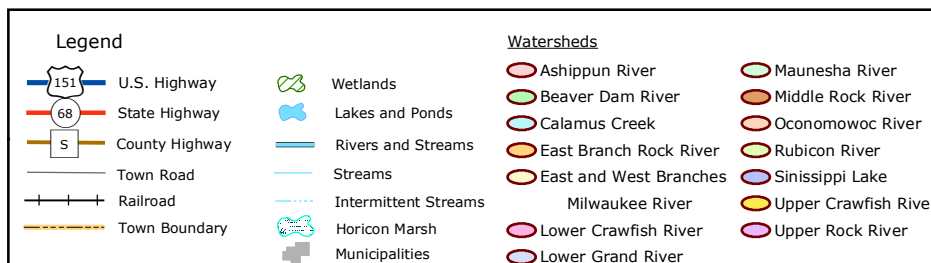 Legend
151 U.S. Highway
68 State Highway
S County Highway
Town Road
Railroad
Town Boundary
Wetlands
Lakes and Ponds
Rivers and Streams
Streams
Intermittent Streams
Horicon Marsh
Municipalities
Watersheds
Ashippun River
Beaver Dam River
Calamus Creek
East Branch Rock River
East and West Branches
Milwaukee River
Lower Crawfish River
Lower Grand River
Maunesha River
Middle Rock River
Oconomowoc River
Rubicon River
Sinissippi Lake
Upper Crawfish Rive
Upper Rock River